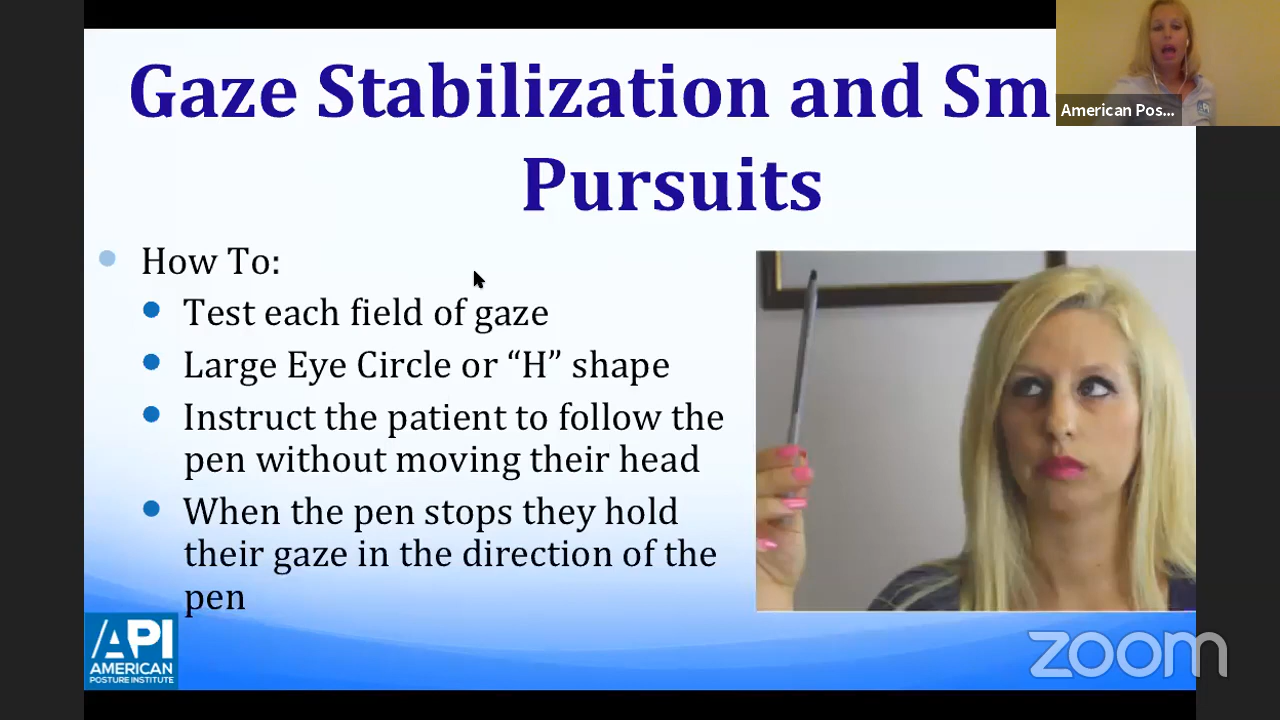 Gaze Stabilization and Sm
Pursuits
American Pos...
How To:
Test each field of gaze
Large Eye Circle or “H” shape
Instruct the patient to follow the
pen without moving their head
When the pen stops they hold
their gaze in the direction of the
pen
API
AMERICAN
POSTURE INSTITUTE
zoom